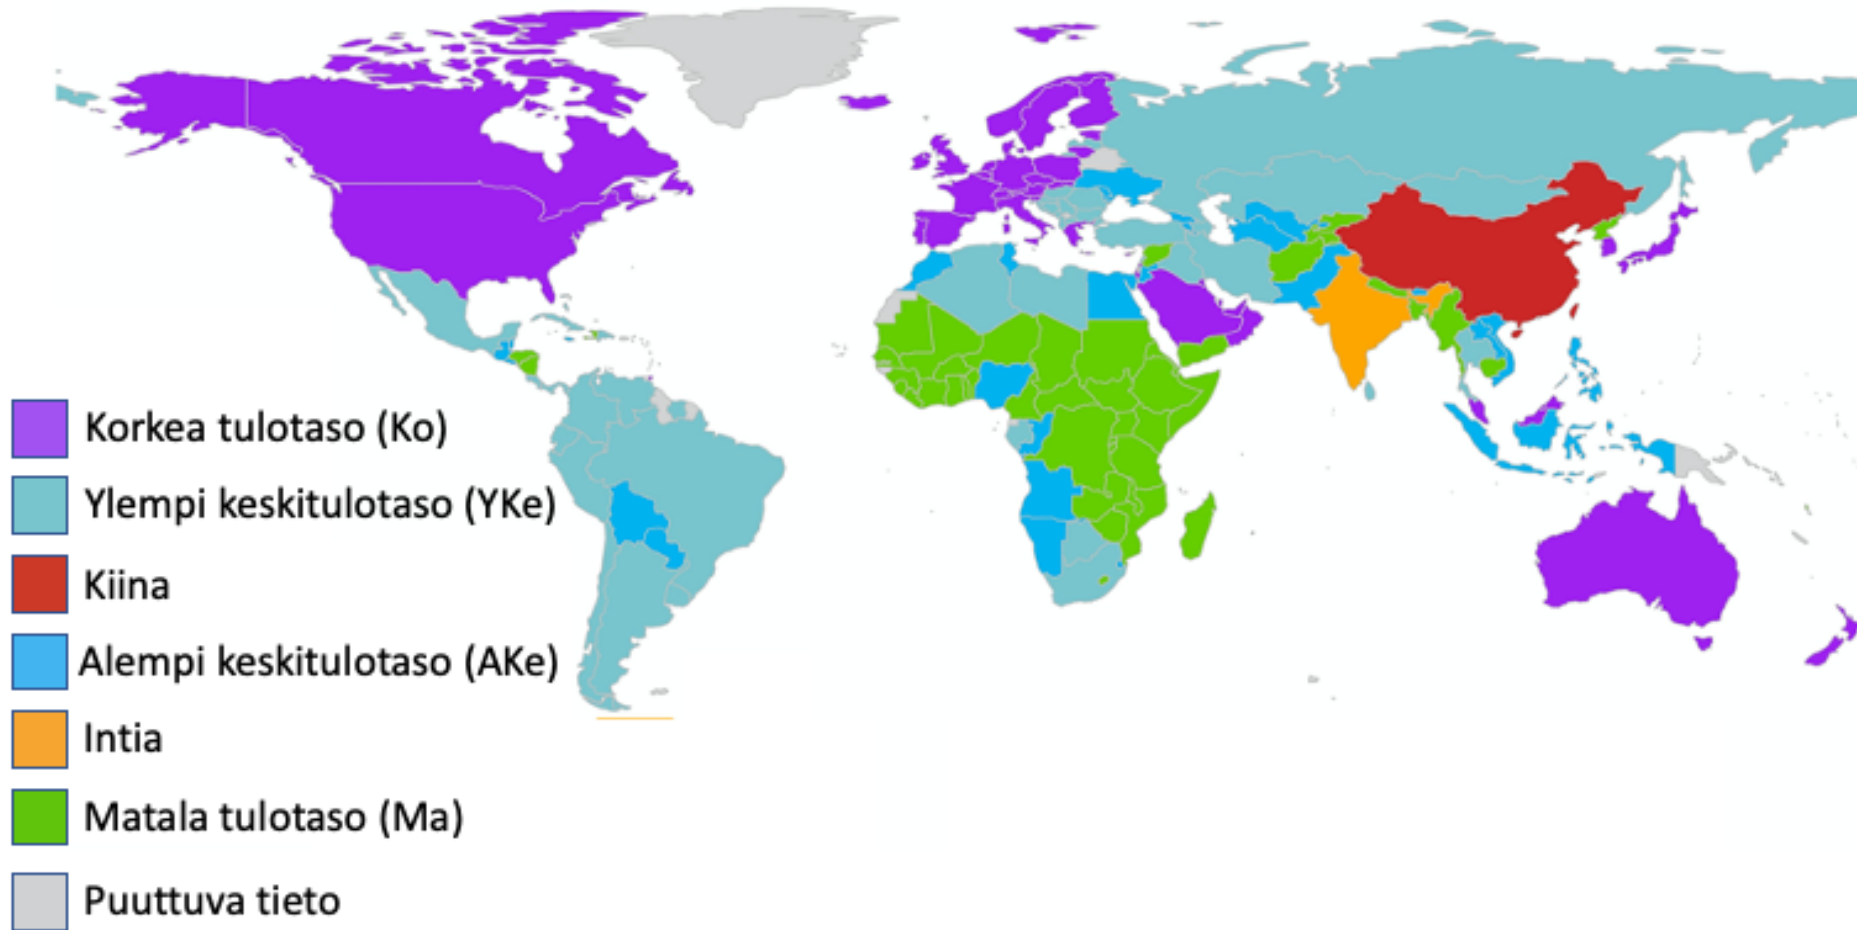 Korkea tulotaso (Ko)
Ylempi keskitulotaso (YKe)
Kiina
Alempi keskitulotaso (AKe)
Intia
Matala tulotaso (Ma)
Puuttuva tieto